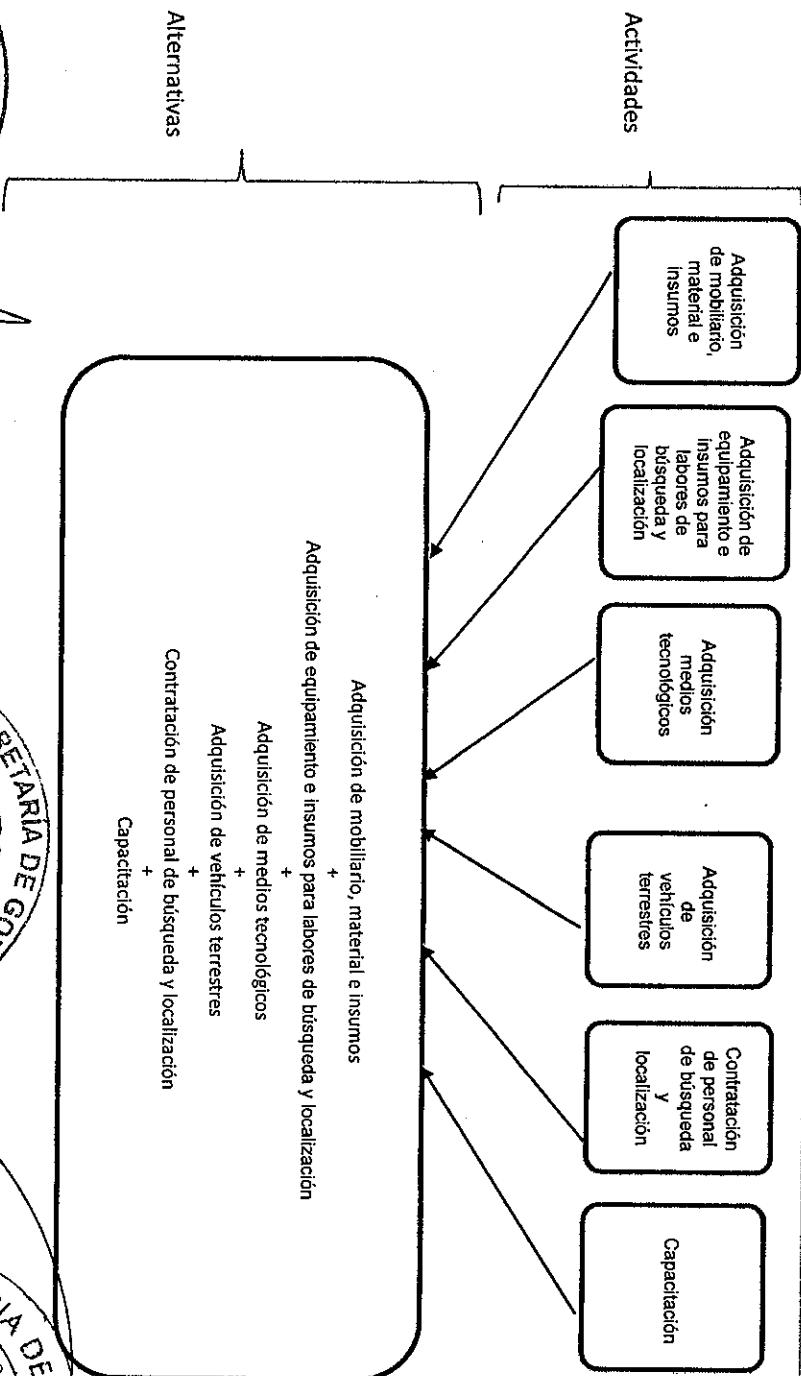 Actividades
Adquisición
de mobiliario,
material e
insumos
Adquisición de
equipamiento e
insumos para
labores de
búsqueda y
localización
Adquisición
medios
tecnológicos
Adquisición
de
vehículos
terrestres
Contratación
de personal
de búsqueda
y
localización
Capacitación
Alternativas
Adquisición de mobiliario, material e insumos
+
Adquisición de equipamiento e insumos para labores de búsqueda y localización
+
Adquisición de medios tecnológicos
+
Adquisición de vehículos terrestres
+
Contratación de personal de búsqueda y localización
+
Capacitación
RETARÍA DE GO